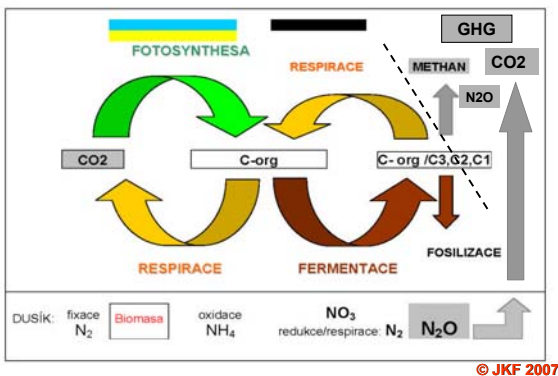 GHG
FOTOSYNTHESA
RESPIRACE
METHAN
CO2
N2O
CO2
C-org
C- org /C3,C2,C1
FOSILIZACE
RESPIRACE
FERMENTACE
DUSÍK:
fixace
N2
Biomasa
oxidace
NH4
NO3
redukce/respirace: N2
N2O
© JKF 2007